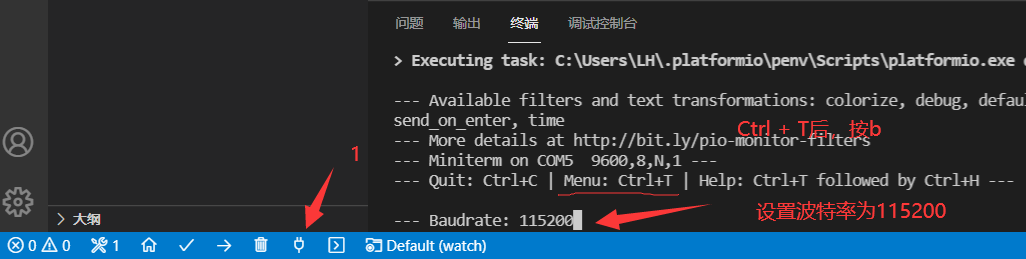 问题 输出 终端 调试控制台
> Executing task: C:\Users\LH\.platformio\penv\Scripts\platformio.exe
--- Available filters and text transformations: colorize, debug, defau
send_on_enter, time
Ctrl + T后，按b
--- More details at http://bit.ly/pio-monitor-filters
--- Miniterm on COM5 9600,8,N,1 ---
1
--- Quit: Ctrl+C | Menu: Ctrl+T | Help: Ctrl+T followed by Ctrl+H ---
> 大纲
--- Baudrate: 115200
设置波特率为115200
0 0 1 Default (watch)